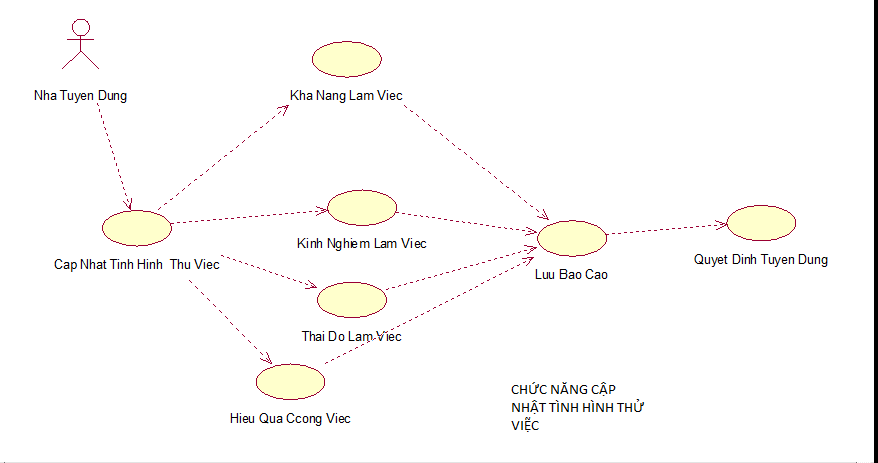 Nha Tuyen Dung
Kha Nang Lam Viec
Kinh Nghiem Lam Viec
Cap Nhat Tinh Hinh  Thu Viec
Luu Bao Cao
Quyet Dinh Tuyen Dung
Thai Do Lam Viec
Hieu Qua Ccong Viec
CHỨC NĂNG CẬP
NHẬT TÌNH HÌNH THỬ
VIỆC